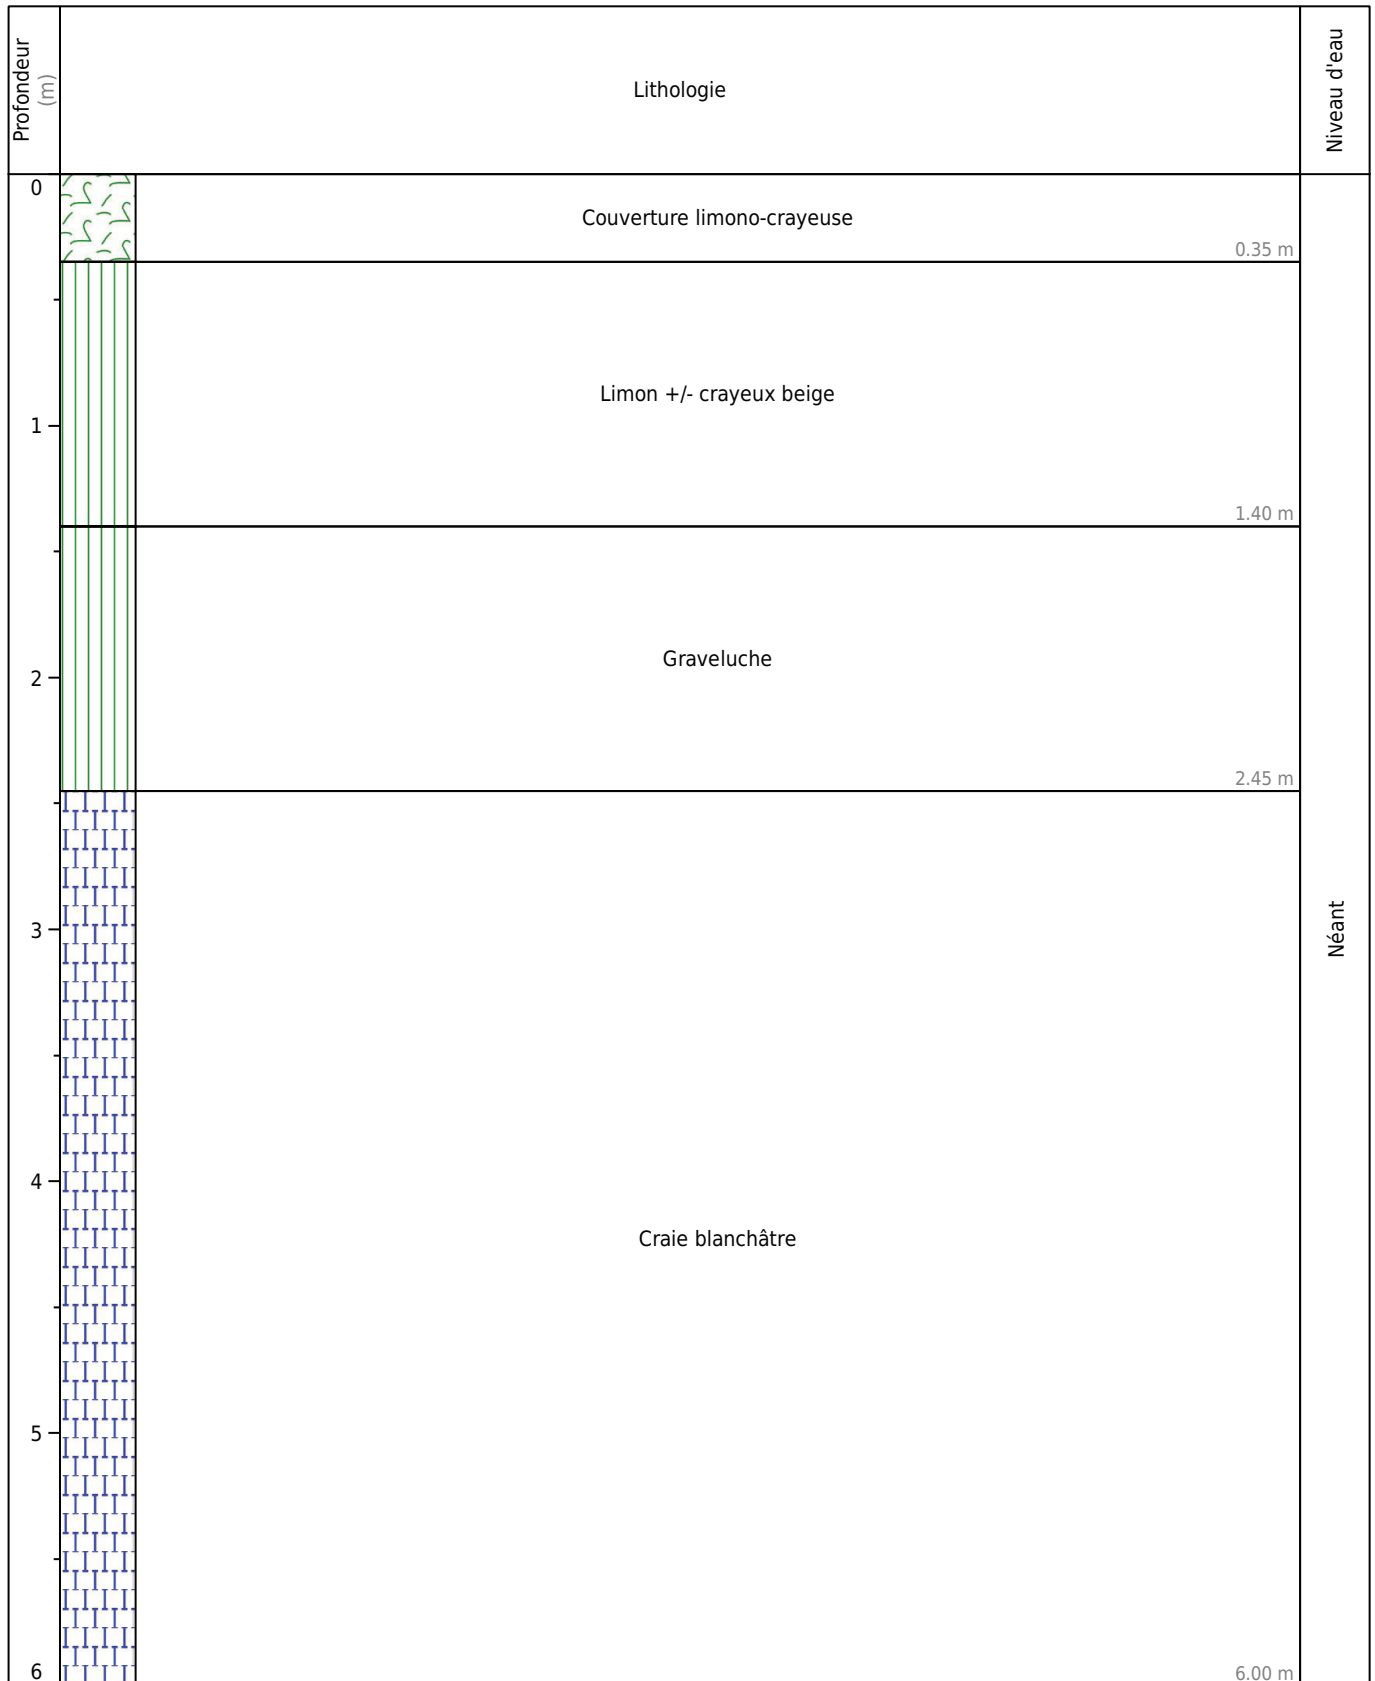 Profondeur
(m)
Lithologie
Niveau d'eau
0
Couverture limono-crayeuse
0.35 m
Limon +/- crayeux beige
1
1.40 m
Graveluche
2
2.45 m
3
Néant
4
Craie blanchâtre
5
6
6.00 m